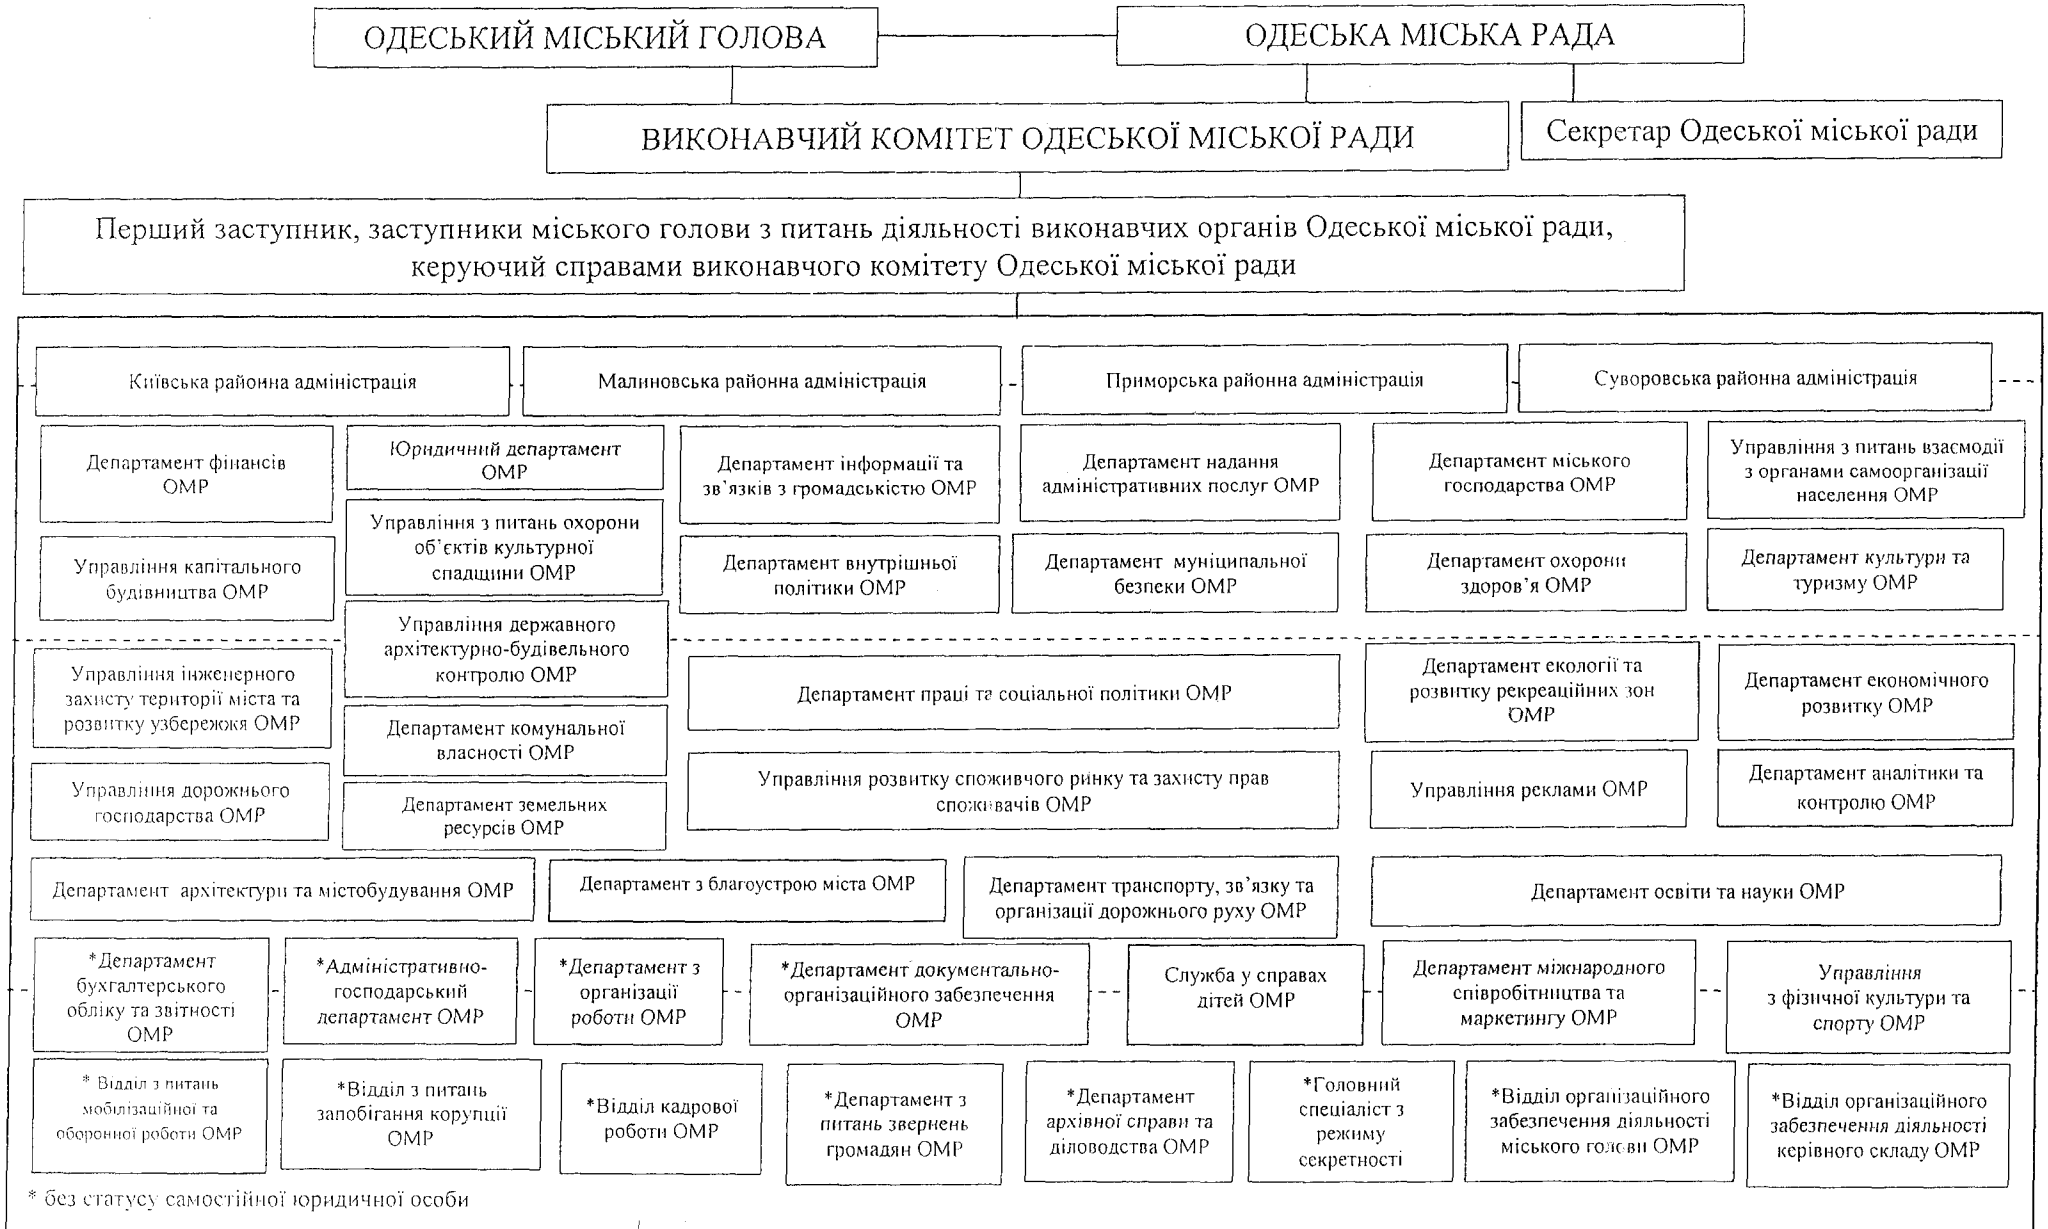 ОДЕСЬКИЙ МІСЬКИЙ ГОЛОВА
ОДЕСЬКА МІСЬКА РАДА
ВИКОНАВЧИЙ КОМІТЕТ ОДЕСЬКОЇ МІСЬКОЇ РАДИ
Секретар Одеської міської ради
Перший заступник, заступники міського голови з питань діяльності виконавчих органів Одеської міської ради,
керуючий справами виконавчого комітету Одеської міської ради
Київська районна адміністрація
Малиновська районна адміністрація
Приморська районна адміністрація
Суворовська районна адміністрація
Департамент фінансів
ОМР
Юридичний департамент
ОМР
Департамент інформації та
зв'язків з громадськістю ОМР
Департамент надання
адміністративних послуг ОМР
Департамент міського
господарства ОМР
Управління з питань взаємодії
з органами самоорганізації
населення ОМР
Управління капітального
будівництва ОМР
Управління з питань охорони
об'єктів культурної
спадщини ОМР
Департамент внутрішньої
політики ОМР
Департамент муніципальної
безпеки ОМР
Департамент охорони
здоров'я ОМР
Департамент культури та
туризму ОМР
Управління інженерного
захисту території міста та
розвитку узбережжя ОМР
Управління державного
архітектурно-будівельного
контролю ОМР
Департамент праці та соціальної політики ОМР
Департамент екології та
розвитку рекреаційних зон
ОМР
Департамент економічного
розвитку ОМР
Департамент комунальної
власності ОМР
Управління дорожнього
господарства ОМР
Департамент земельних
ресурсів ОМР
Управління розвитку споживчого ринку та захисту прав
споживачів ОМР
Управління реклами ОМР
Департамент аналітики та
контролю ОМР
Департамент архітектури та містобудування ОМР
Департамент з благоустрою міста ОМР
Департамент транспорту, зв'язку та
організації дорожнього руху ОМР
Департамент освіти та науки ОМР
*Департамент
бухгалтерського
обліку та звітності
ОМР
*Адміністративно-
господарський
департамент ОМР
*Департамент з
організації
роботи ОМР
*Департамент документально-
організаційного забезпечення
ОМР
Служба у справах
дітей ОМР
Департамент міжнародного
співробітництва та
маркетингу ОМР
Управління
з фізичної культури та
спорту ОМР
* Відділ з питань
мобілізаційної та
оборонної роботи ОМР
*Відділ з питань
запобігання корупції
ОМР
*Відділ кадрової
роботи ОМР
*Департамент з
питань звернень
громадян ОМР
*Департамент
архівної справи та
діловодства ОМР
*Головний
спеціаліст з
режиму
секретності
*Відділ організаційного
забезпечення діяльності
міського голови ОМР
*Відділ організаційного
забезпечення діяльності
керівного складу ОМР
* без статусу самостійної юридичної особи